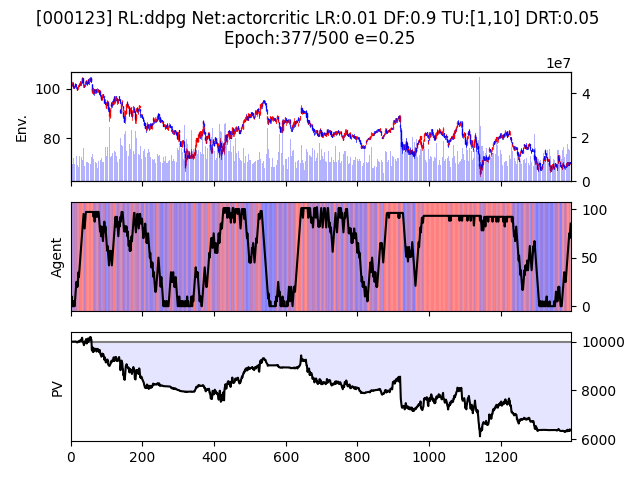 [000123] RL:ddpg Net:actorcritic LR:0.01 DF:0.9 TU:[1,10] DRT:0.05
Epoch:377/500 e=0.25
1e7
Env.
100
80
4
2
0
Agent
100
50
0
PV
10000
8000
6000
0 200 400 600 800 1000 1200